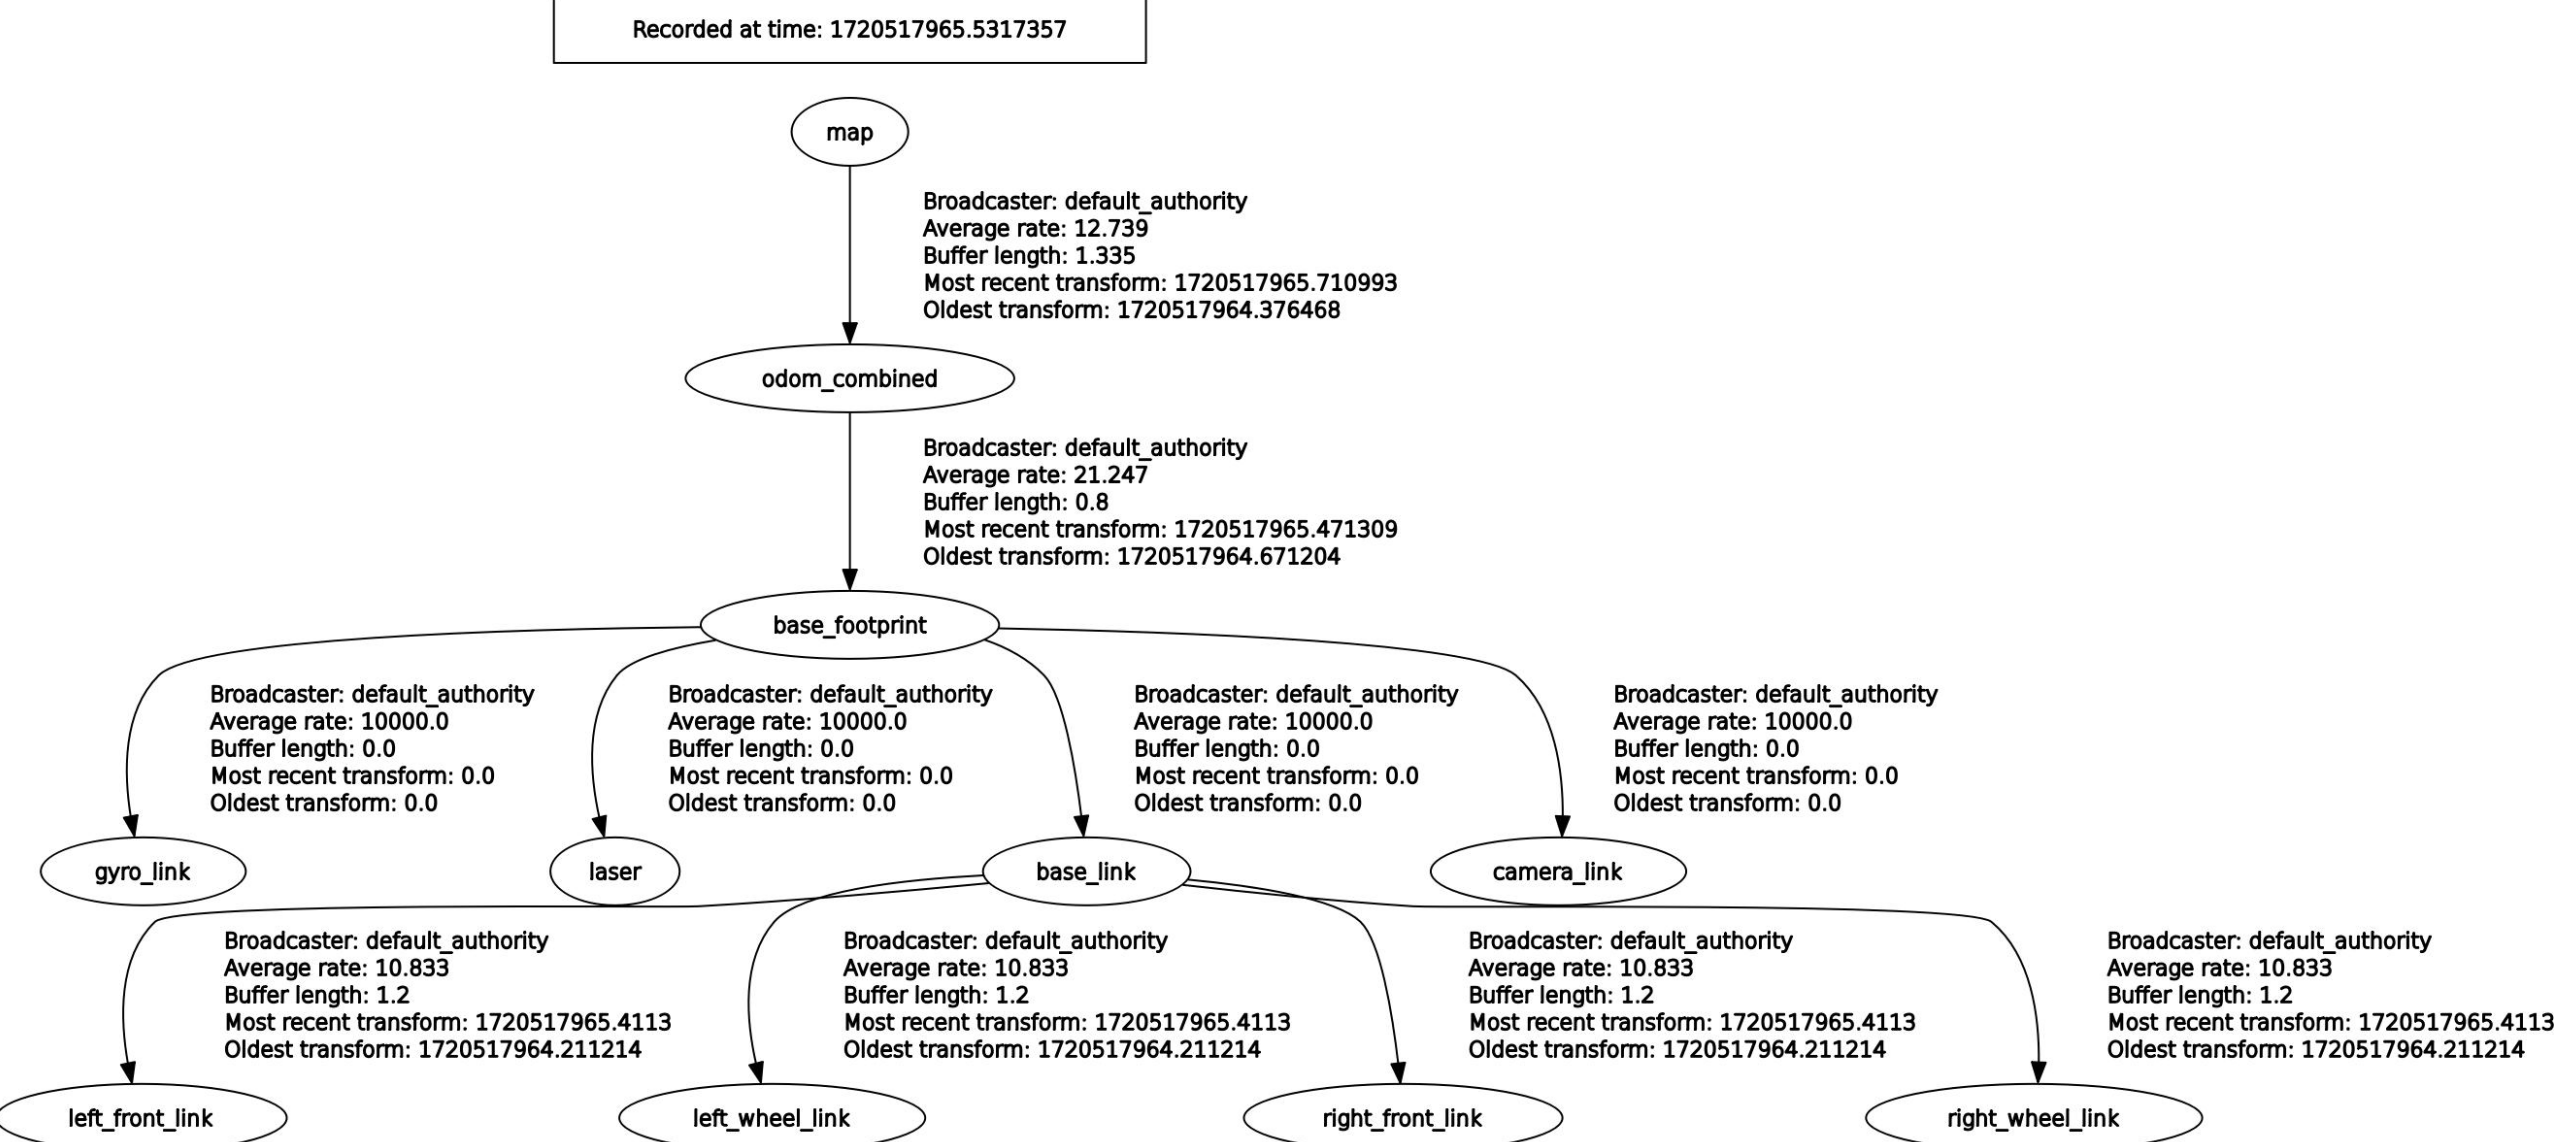 Recorded at time: 1720517965.5317357
map
Broadcaster: default_authority
Average rate: 12.739
Buffer length: 1.335
Most recent transform: 1720517965.710993
Oldest transform: 1720517964.376468
odom_combined
Broadcaster: default_authority
Average rate: 21.247
Buffer length: 0.8
Most recent transform: 1720517965.471309
Oldest transform: 1720517964.671204
base_footprint
Broadcaster: default_authority
Average rate: 10000.0
Buffer length: 0.0
Most recent transform: 0.0
Oldest transform: 0.0
Broadcaster: default_authority
Average rate: 10000.0
Buffer length: 0.0
Most recent transform: 0.0
Oldest transform: 0.0
Broadcaster: default_authority
Average rate: 10000.0
Buffer length: 0.0
Most recent transform: 0.0
Oldest transform: 0.0
Broadcaster: default_authority
Average rate: 10000.0
Buffer length: 0.0
Most recent transform: 0.0
Oldest transform: 0.0
gyro_link
laser
base_link
camera_link
Broadcaster: default_authority
Average rate: 10.833
Buffer length: 1.2
Most recent transform: 1720517965.4113
Oldest transform: 1720517964.211214
Broadcaster: default_authority
Average rate: 10.833
Buffer length: 1.2
Most recent transform: 1720517965.4113
Oldest transform: 1720517964.211214
Broadcaster: default_authority
Average rate: 10.833
Buffer length: 1.2
Most recent transform: 1720517965.4113
Oldest transform: 1720517964.211214
Broadcaster: default_authority
Average rate: 10.833
Buffer length: 1.2
Most recent transform: 1720517965.4113
Oldest transform: 1720517964.211214
left_front_link
left_wheel_link
right_front_link
right_wheel_link